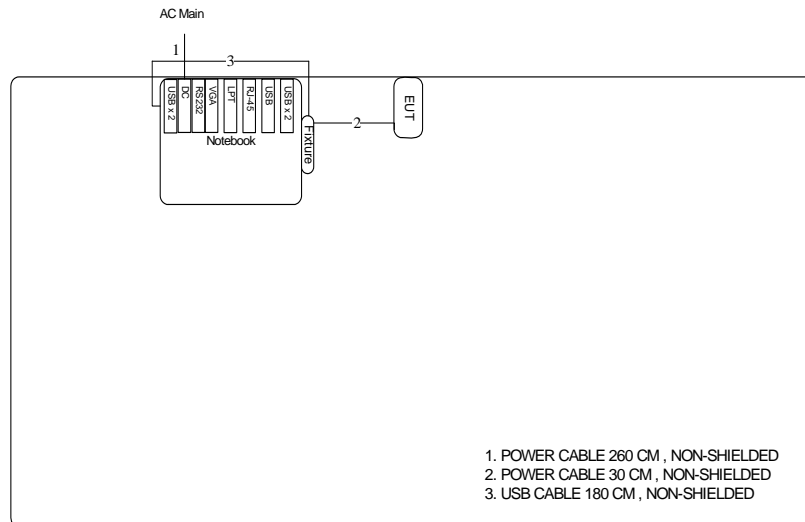 AC Main
1
3
USB x 2
DC
RS232
VGA
LPT
RJ-45
USB
USB x 2
Notebook
Fixture
2
EUT
1. POWER CABLE 260 CM , NON-SHIELDED
2. POWER CABLE 30 CM , NON-SHIELDED
3. USB CABLE 180 CM , NON-SHIELDED